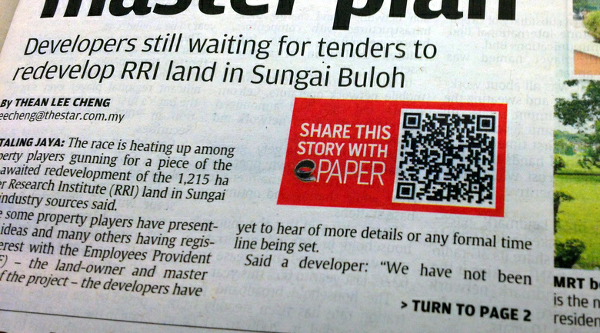 master plan
Developers still waiting for tenders to
redevelop RRI land in Sungai Buloh
By THEAN LEE CHENG
eecheng@thestar.com.my
TALING JAYA: The race is heating up among
perty players gunning for a piece of the
awaited redevelopment of the 1,215 ha
er Research Institute (RRI) land in Sungai
industry sources said.
e some property players have present-
ideas and many others having regis-
erest with the Employees Provident
F) – the land-owner and master
of the project – the developers have
SHARE THIS
STORY WITH
ePAPER
yet to hear of more details or any formal time
line being set.
Said a developer: “We have not been
> TURN TO PAGE 2
MRT b
is the n
residen